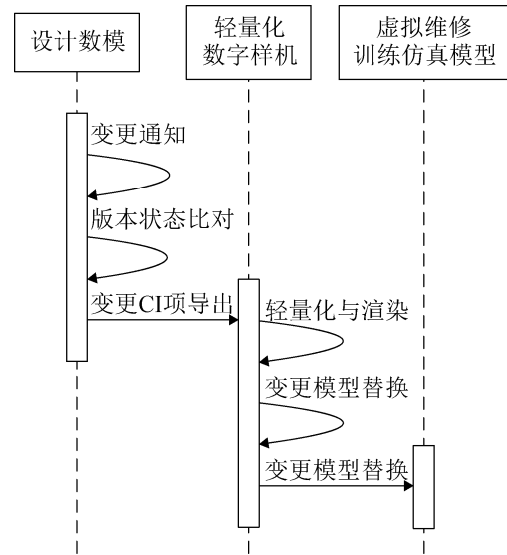 设计数模
轻量化
数字样机
虚拟维修
训练仿真模型
变更通知
版本状态比对
变更CI项导出
轻量化与渲染
变更模型替换
变更模型替换